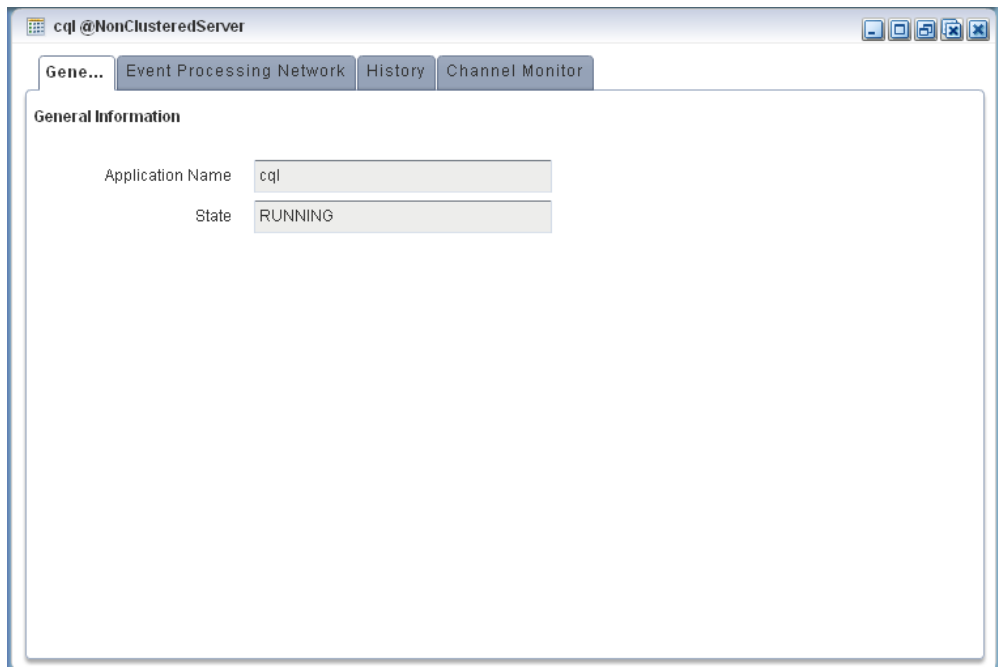 cql @NonClusteredServer
Gene... Event Processing Network History Channel Monitor
General Information
Application Name cql
State RUNNING